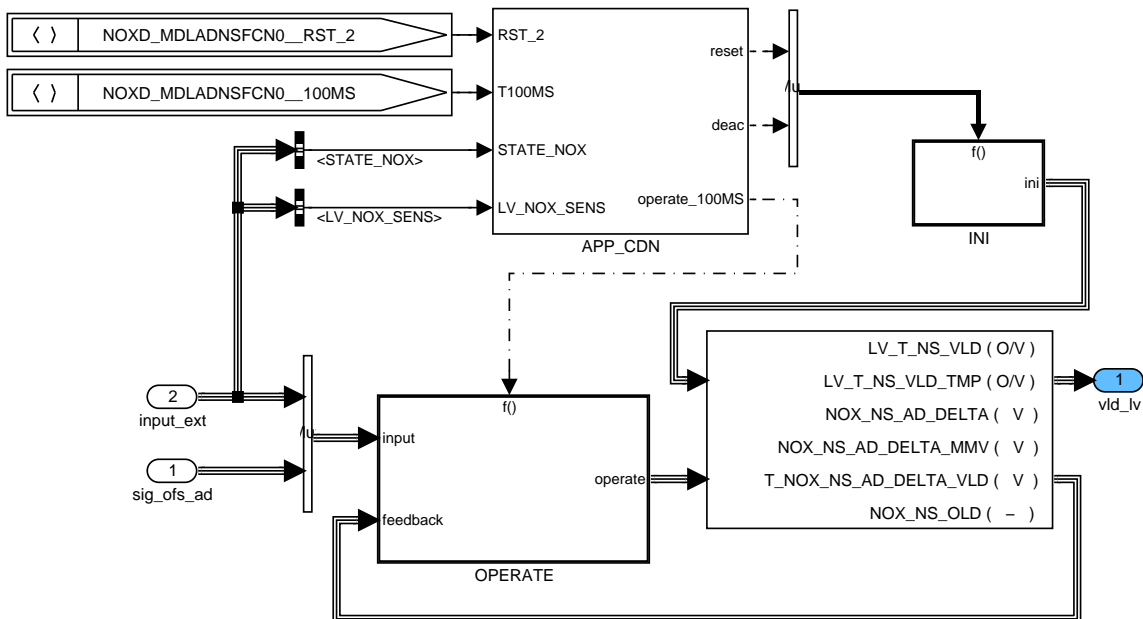 ⟨ ⟩ NOXD_MDLADNSFCN0__RST_2
RST_2
reset
⟨ ⟩ NOXD_MDLADNSFCN0__100MS
T100MS
deac
<STATE_NOX>
STATE_NOX
f()
ini
INI
<LV_NOX_SENS>
LV_NOX_SENS
operate_100MS
APP_CDN
2
input_ext
1
sig_ofs_ad
f()
input
operate
feedback
OPERATE
LV_T_NS_VLD ( O/V )
LV_T_NS_VLD_TMP ( O/V )
NOX_NS_AD_DELTA ( V )
NOX_NS_AD_DELTA_MMV ( V )
T_NOX_NS_AD_DELTA_VLD ( V )
NOX_NS_OLD ( – )
1
vld_lv